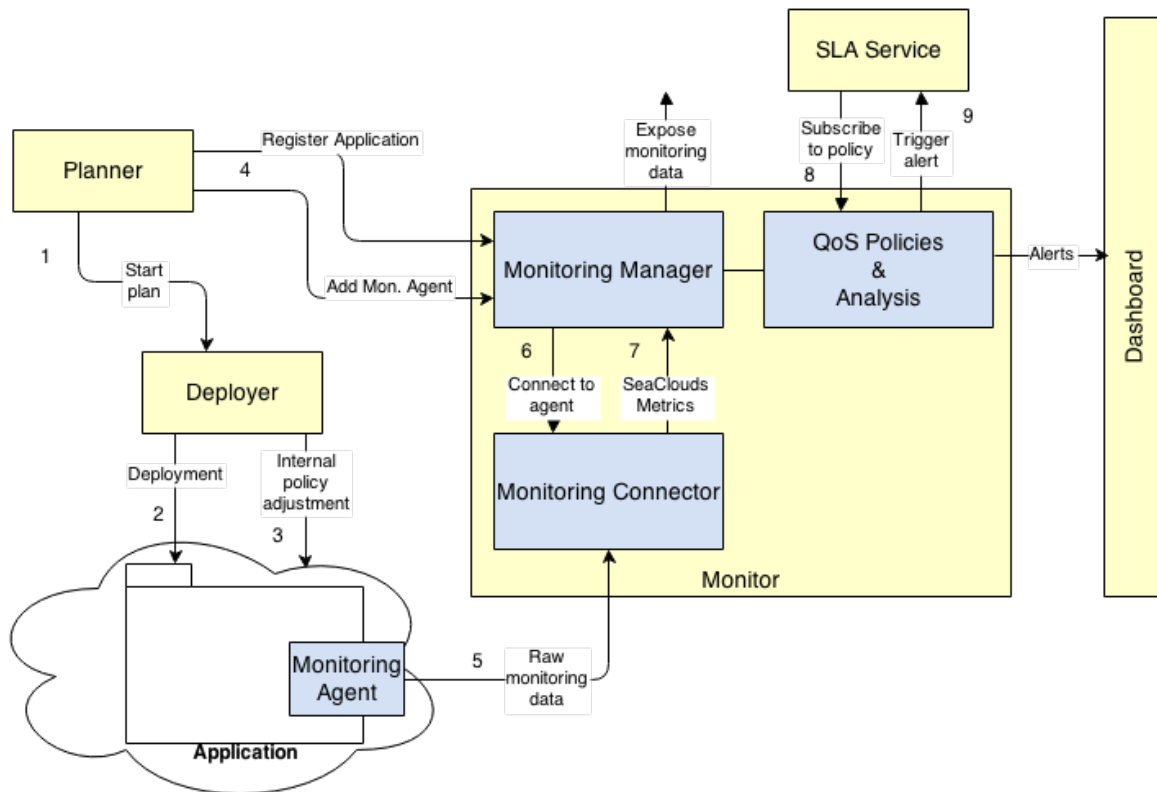 SLA Service
Planner
Register Application
4
Expose
monitoring
data
Subscribe
to policy
8
Trigger
alert
9
1
Start
plan
Add Mon. Agent
Monitoring Manager
QoS Policies
&
Analysis
Alerts
Dashboard
Deployer
6
Connect to
agent
7
SeaClouds
Metrics
Deployment
2
Internal
policy
adjustment
3
Monitoring Connector
Monitor
Monitoring
Agent
Application
5
Raw
monitoring
data